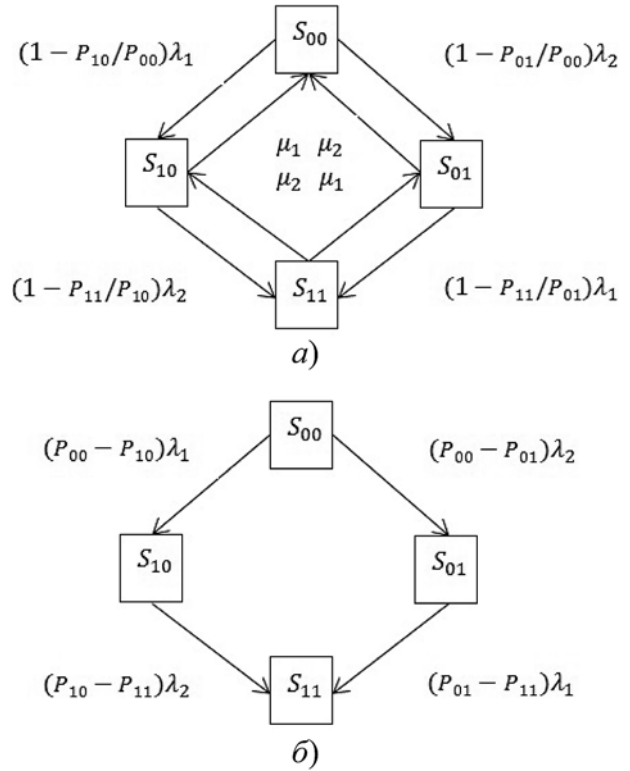 S₀₀
(1 − P₁₀/P₀₀)λ₁ (1 − P₀₁/P₀₀)λ₂
S₁₀ μ₁ μ₂ S₀₁
μ₂ μ₁
(1 − P₁₁/P₁₀)λ₂ S₁₁ (1 − P₁₁/P₀₁)λ₁
а)
S₀₀
(P₀₀ − P₁₀)λ₁ (P₀₀ − P₀₁)λ₂
S₁₀ S₀₁
(P₁₀ − P₁₁)λ₂ S₁₁ (P₀₁ − P₁₁)λ₁
б)